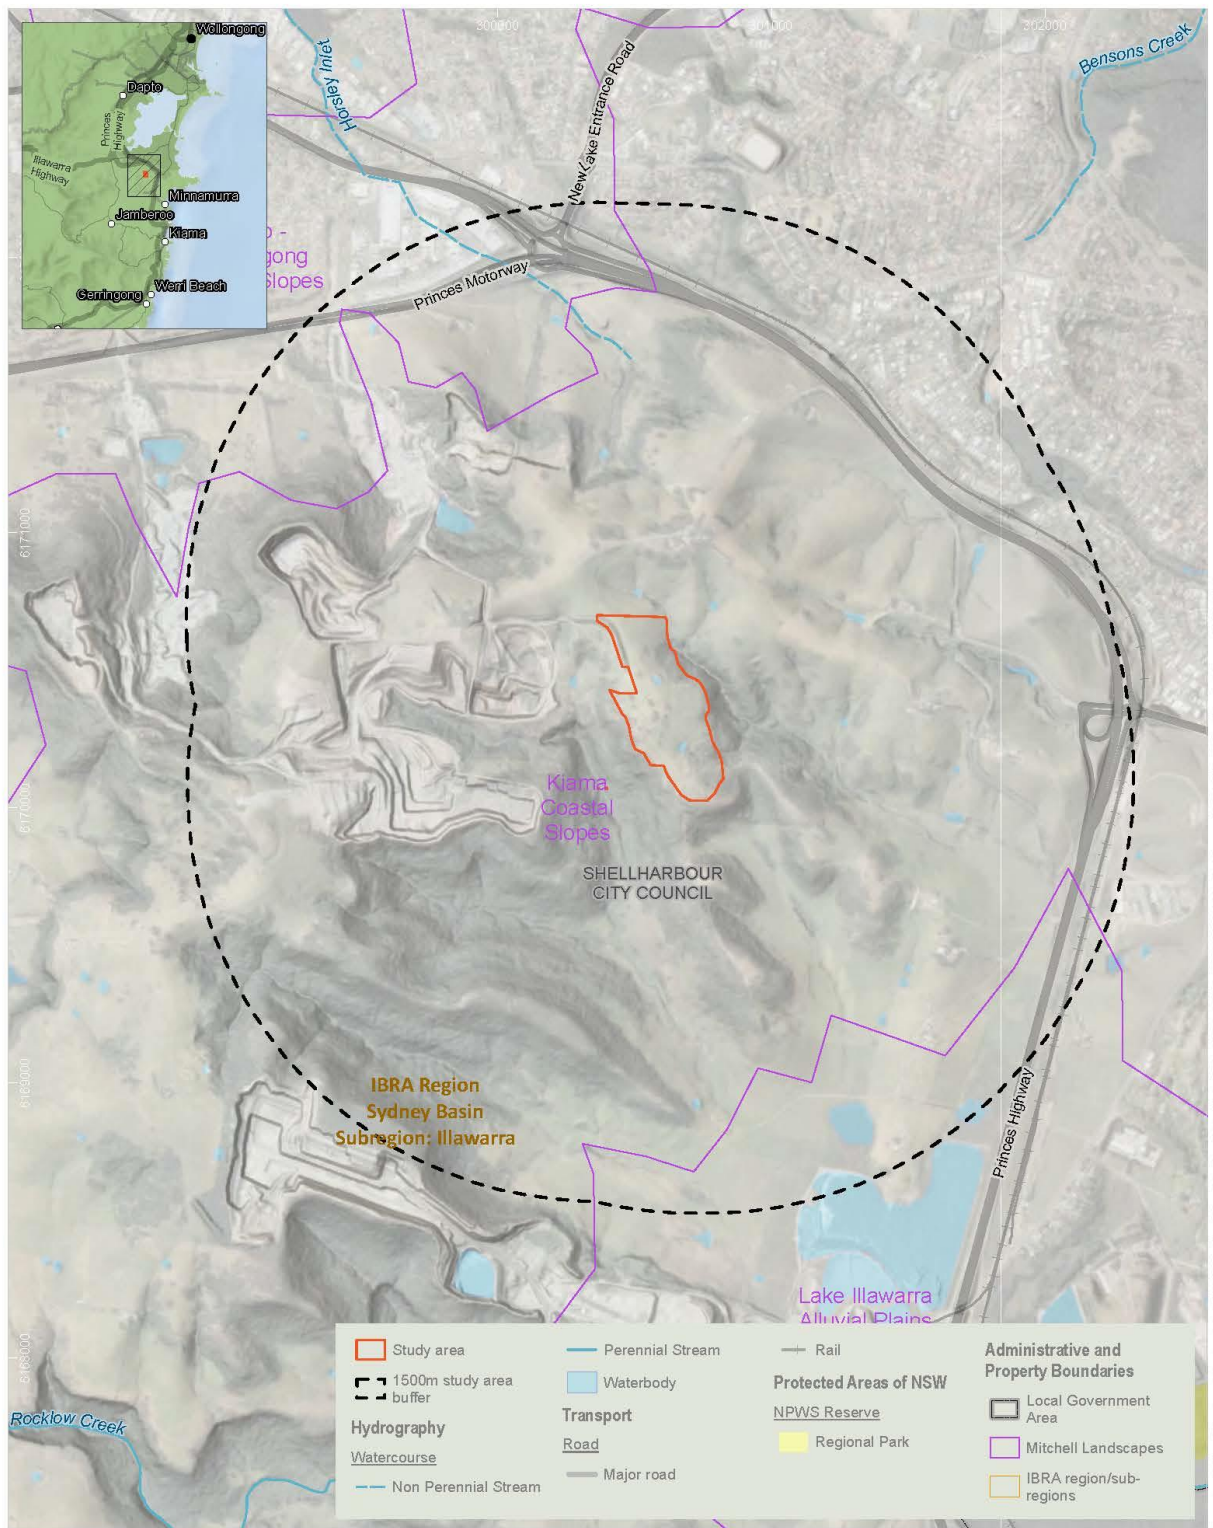 300000
301000
302000
Wollongong
Dapto
Princes
Highway
Illawarra
Highway
Minnamurra
Jamberoo
Kiama
Werri Beach
Gerringong
Horsley Inlet
New Lake Entrance Road
Bensons Creek
o -
gong
Slopes
Princes Motorway
6171000
Kiama
Coastal
Slopes
6170000
SHELLHARBOUR
CITY COUNCIL
6169000
IBRA Region
Sydney Basin
Subregion: Illawarra
Princes Highway
Lake Illawarra
Alluvial Plains
6168000
Rocklow Creek
Study area
1500m study area
buffer
Hydrography
Watercourse
Non Perennial Stream
Perennial Stream
Waterbody
Transport
Road
Major road
Rail
Protected Areas of NSW
NPWS Reserve
Regional Park
Administrative and
Property Boundaries
Local Government
Area
Mitchell Landscapes
IBRA region/sub-
regions